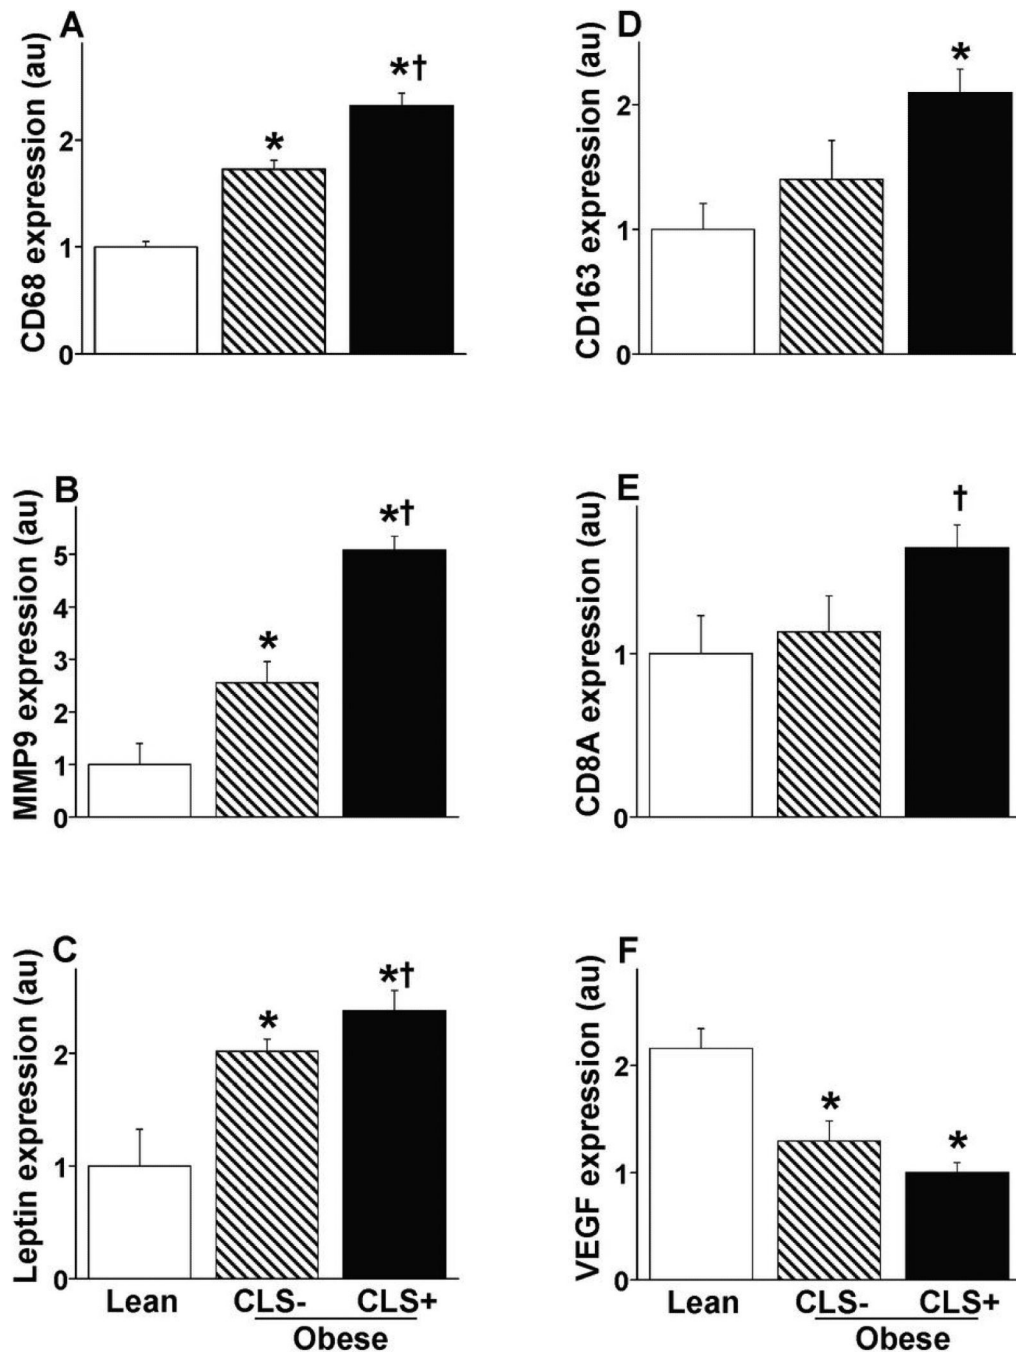 A
CD68 expression (au)
2
1
0
*
*†
D
CD163 expression (au)
2
1
0
*
B
MMP9 expression (au)
5
4
3
2
1
0
*
*†
E
CD8A expression (au)
1
0
†
C
Leptin expression (au)
2
1
0
*
*†
Lean CLS- CLS+
Obese
F
VEGF expression (au)
2
1
0
*
*
Lean CLS- CLS+
Obese